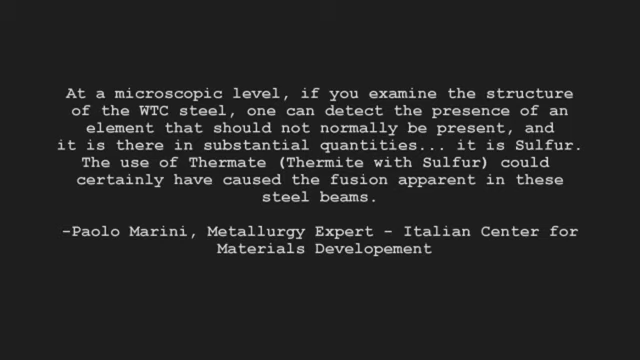 At a microscopic level, if you examine the structure
of the WTC steel, one can detect the presence of an
element that should not normally be present, and
it is there in substantial quantities... it is Sulfur.
The use of Thermate (Thermite with Sulfur) could
certainly have caused the fusion apparent in these
steel beams.
-Paolo Marini, Metallurgy Expert - Italian Center for
Materials Developement